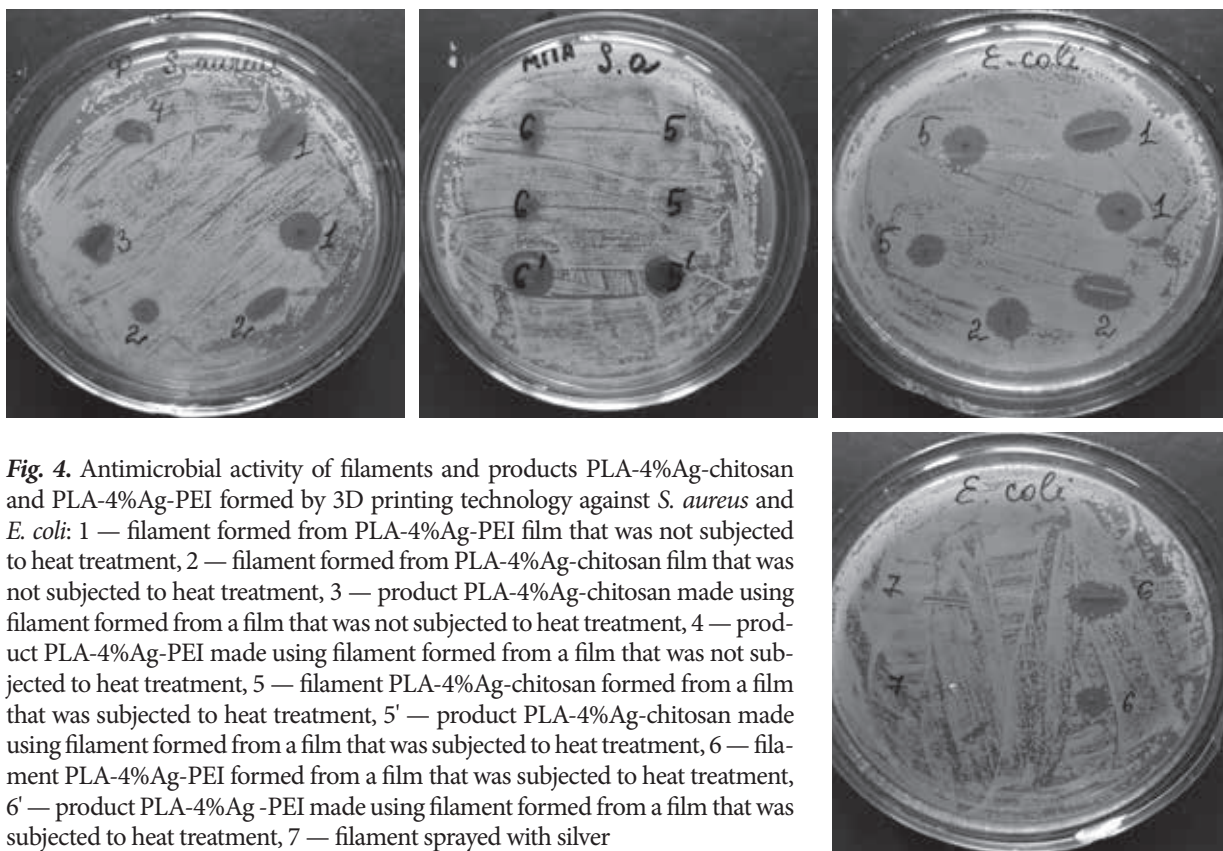 S. aureus
4
1
3
1
2
2
МПА S. a
6 5
6 5
6' 5'
E. coli
5
1
1
5
2
2
Fig. 4. Antimicrobial activity of filaments and products PLA-4%Ag-chitosan
and PLA-4%Ag-PEI formed by 3D printing technology against S. aureus and
E. coli: 1 — filament formed from PLA-4%Ag-PEI film that was not subjected
to heat treatment, 2 — filament formed from PLA-4%Ag-chitosan film that was
not subjected to heat treatment, 3 — product PLA-4%Ag-chitosan made using
filament formed from a film that was not subjected to heat treatment, 4 — prod-
uct PLA-4%Ag-PEI made using filament formed from a film that was not sub-
jected to heat treatment, 5 — filament PLA-4%Ag-chitosan formed from a film
that was subjected to heat treatment, 5' — product PLA-4%Ag-chitosan made
using filament formed from a film that was subjected to heat treatment, 6 — fila-
ment PLA-4%Ag-PEI formed from a film that was subjected to heat treatment,
6' — product PLA-4%Ag -PEI made using filament formed from a film that was
subjected to heat treatment, 7 — filament sprayed with silver
E. coli
7
6
7
6